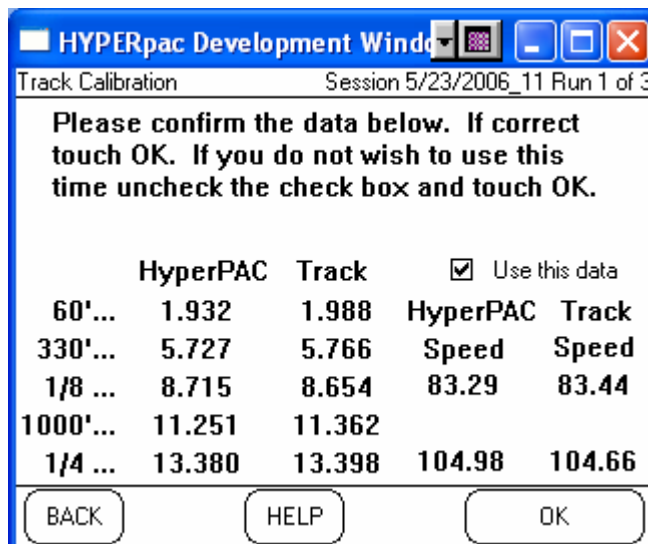 HYPERpac Development Windo
Track Calibration Session 5/23/2006_11 Run 1 of 3
Please confirm the data below. If correct
touch OK. If you do not wish to use this
time uncheck the check box and touch OK.
HyperPAC Track Use this data
60'... 1.932 1.988 HyperPAC Track
330'... 5.727 5.766 Speed Speed
1/8 ... 8.715 8.654 83.29 83.44
1000'... 11.251 11.362
1/4 ... 13.380 13.398 104.98 104.66
BACK HELP OK